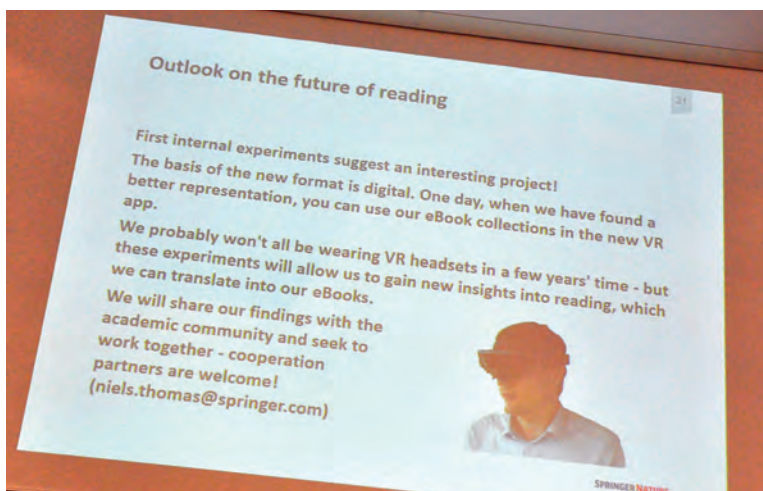 Outlook on the future of reading
21
First internal experiments suggest an interesting project!
The basis of the new format is digital. One day, when we have found a
better representation, you can use our eBook collections in the new VR
app.
We probably won't all be wearing VR headsets in a few years' time - but
these experiments will allow us to gain new insights into reading, which
we can translate into our eBooks.
We will share our findings with the
academic community and seek to
work together - cooperation
partners are welcome!
(niels.thomas@springer.com)
SPRINGER NATURE